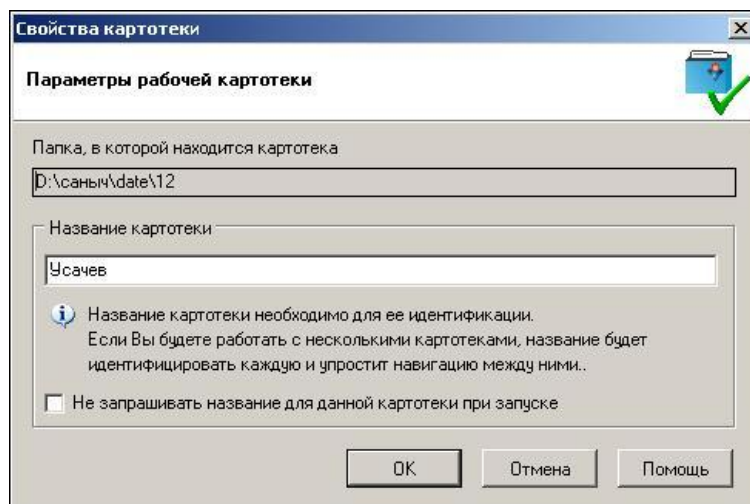 Свойства картотеки
Параметры рабочей картотеки
Папка, в которой находится картотека
D:\саныч\date\12
Название картотеки
Усачев
Название картотеки необходимо для ее идентификации.
Если Вы будете работать с несколькими картотеками, название будет
идентифицировать каждую и упростит навигацию между ними..
Не запрашивать название для данной картотеки при запуске
OK
Отмена
Помощь